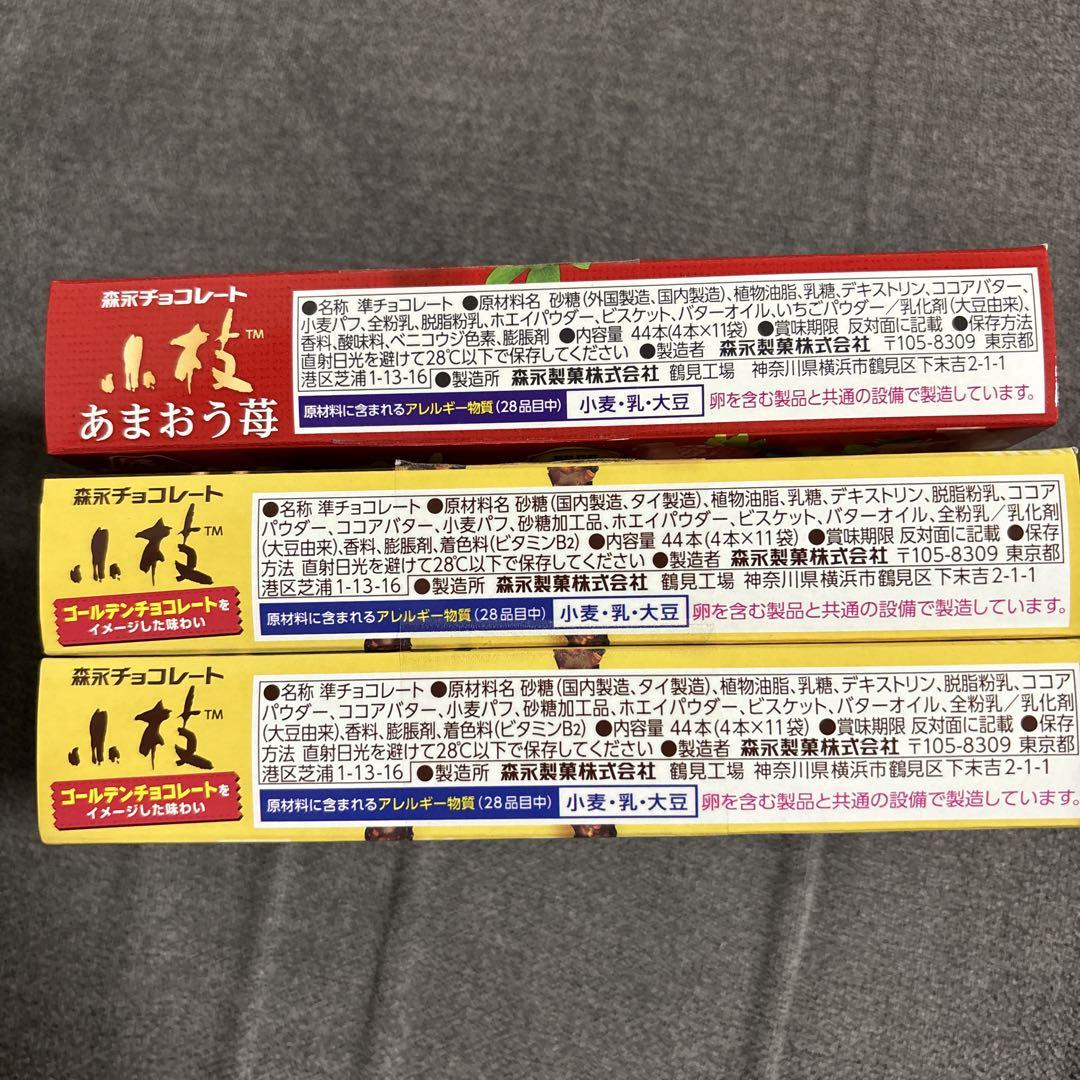 森永チョコレート
小枝™
あまおう苺
●名称 準チョコレート ●原材料名 砂糖(外国製造、国内製造)、植物油脂、乳糖、デキストリン、ココアバター、
小麦パフ、全粉乳、脱脂粉乳、ホエイパウダー、ビスケット、バターオイル、いちごパウダー/乳化剤(大豆由来)、
香料、酸味料、ベニコウジ色素、膨脹剤 ●内容量 44本(4本×11袋) ●賞味期限 反対面に記載 ●保存方法
直射日光を避けて28℃以下で保存してください ●製造者 森永製菓株式会社 〒105-8309 東京都
港区芝浦1-13-16 ●製造所 森永製菓株式会社 鶴見工場 神奈川県横浜市鶴見区下末吉2-1-1
原材料に含まれるアレルギー物質(28品目中) 小麦・乳・大豆 卵を含む製品と共通の設備で製造しています。
森永チョコレート
小枝™
ゴールデンチョコレートを
イメージした味わい
●名称 準チョコレート ●原材料名 砂糖(国内製造、タイ製造)、植物油脂、乳糖、デキストリン、脱脂粉乳、ココア
パウダー、ココアバター、小麦パフ、砂糖加工品、ホエイパウダー、ビスケット、バターオイル、全粉乳/乳化剤
(大豆由来)、香料、膨脹剤、着色料(ビタミンB2) ●内容量 44本(4本×11袋) ●賞味期限 反対面に記載 ●保存
方法 直射日光を避けて28℃以下で保存してください ●製造者 森永製菓株式会社 〒105-8309 東京都
港区芝浦1-13-16 ●製造所 森永製菓株式会社 鶴見工場 神奈川県横浜市鶴見区下末吉2-1-1
原材料に含まれるアレルギー物質(28品目中) 小麦・乳・大豆 卵を含む製品と共通の設備で製造しています。
森永チョコレート
小枝™
ゴールデンチョコレートを
イメージした味わい
●名称 準チョコレート ●原材料名 砂糖(国内製造、タイ製造)、植物油脂、乳糖、デキストリン、脱脂粉乳、ココア
パウダー、ココアバター、小麦パフ、砂糖加工品、ホエイパウダー、ビスケット、バターオイル、全粉乳/乳化剤
(大豆由来)、香料、膨脹剤、着色料(ビタミンB2) ●内容量 44本(4本×11袋) ●賞味期限 反対面に記載 ●保存
方法 直射日光を避けて28℃以下で保存してください ●製造者 森永製菓株式会社 〒105-8309 東京都
港区芝浦1-13-16 ●製造所 森永製菓株式会社 鶴見工場 神奈川県横浜市鶴見区下末吉2-1-1
原材料に含まれるアレルギー物質(28品目中) 小麦・乳・大豆 卵を含む製品と共通の設備で製造しています。